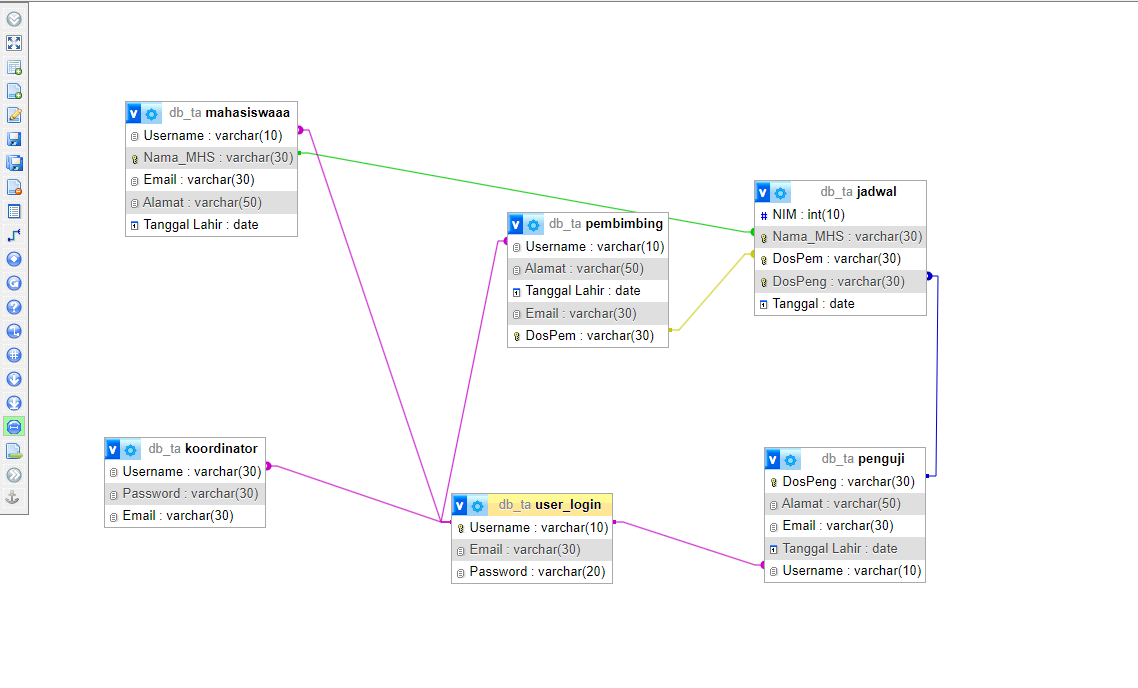 db_ta mahasiswaaa
Username : varchar(10)
Nama_MHS : varchar(30)
Email : varchar(30)
Alamat : varchar(50)
Tanggal Lahir : date
db_ta pembimbing
Username : varchar(10)
Alamat : varchar(50)
Tanggal Lahir : date
Email : varchar(30)
DosPem : varchar(30)
db_ta jadwal
# NIM : int(10)
Nama_MHS : varchar(30)
DosPem : varchar(30)
DosPeng : varchar(30)
Tanggal : date
db_ta koordinator
Username : varchar(30)
Password : varchar(30)
Email : varchar(30)
db_ta user_login
Username : varchar(10)
Email : varchar(30)
Password : varchar(20)
db_ta penguji
DosPeng : varchar(30)
Alamat : varchar(50)
Email : varchar(30)
Tanggal Lahir : date
Username : varchar(10)